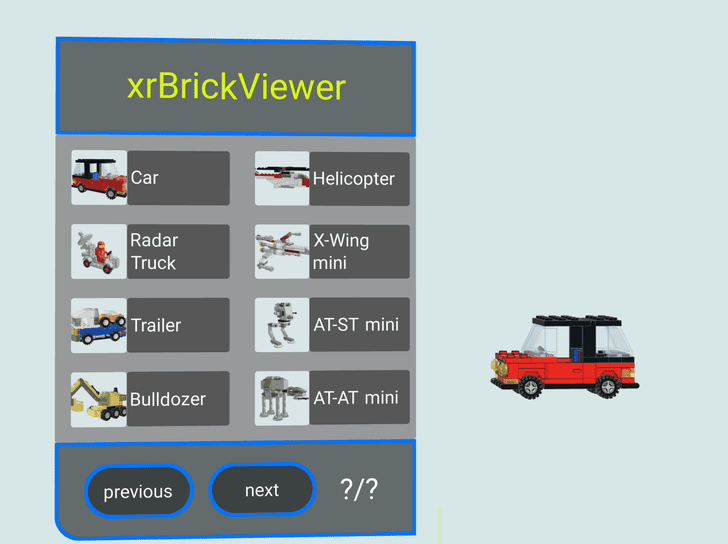 xrBrickViewer
Car
Helicopter
Radar
Truck
X-Wing
mini
Trailer
AT-ST mini
Bulldozer
AT-AT mini
previous
next
?/?